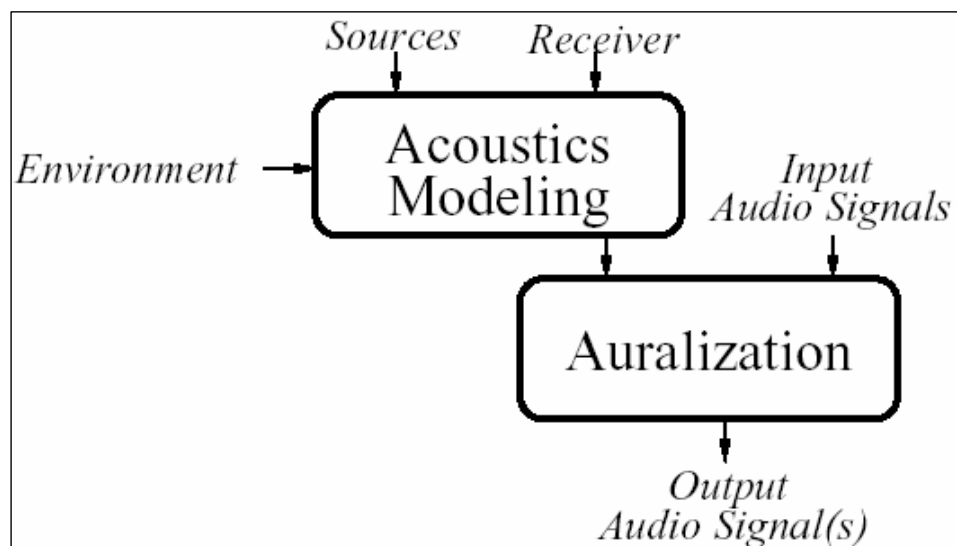 Sources
Receiver
Environment
Acoustics
Modeling
Input
Audio Signals
Auralization
Output
Audio Signal(s)